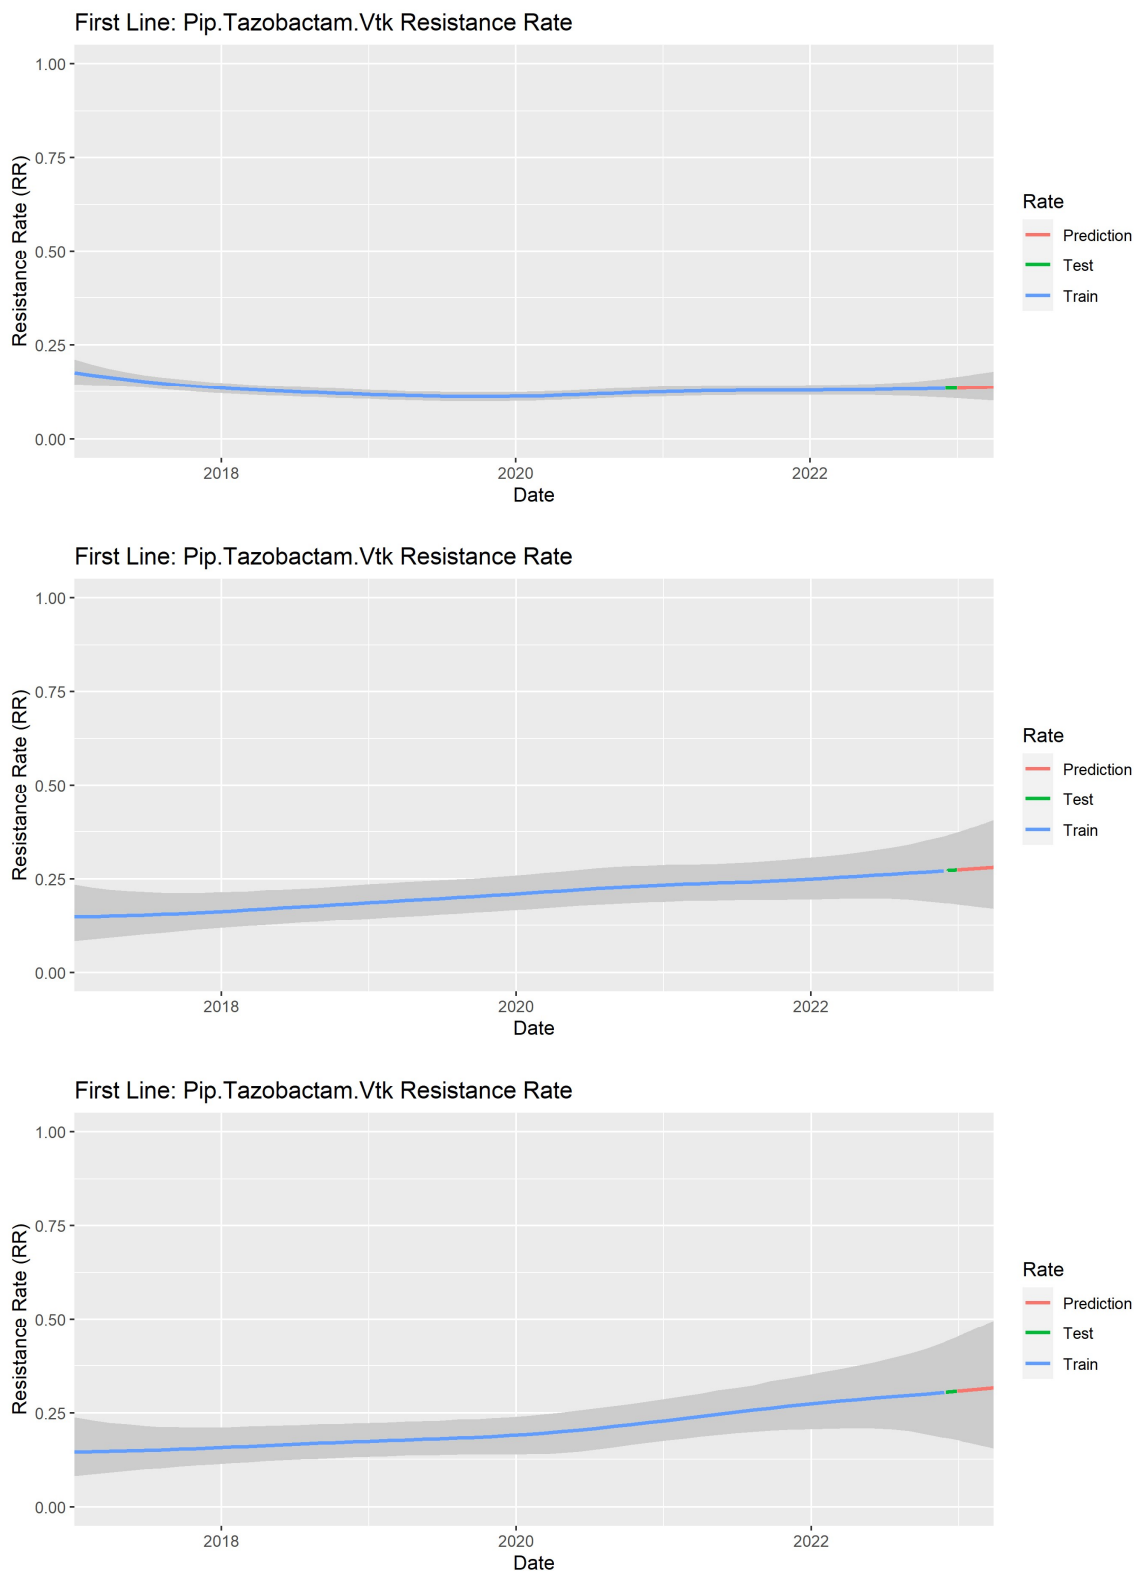 First Line: Pip.Tazobactam.Vtk Resistance Rate
1.00
0.75
0.50
0.25
0.00
Resistance Rate (RR)
2018
2020
2022
Date
Rate
Prediction
Test
Train
First Line: Pip.Tazobactam.Vtk Resistance Rate
1.00
0.75
0.50
0.25
0.00
Resistance Rate (RR)
2018
2020
2022
Date
Rate
Prediction
Test
Train
First Line: Pip.Tazobactam.Vtk Resistance Rate
1.00
0.75
0.50
0.25
0.00
Resistance Rate (RR)
2018
2020
2022
Date
Rate
Prediction
Test
Train